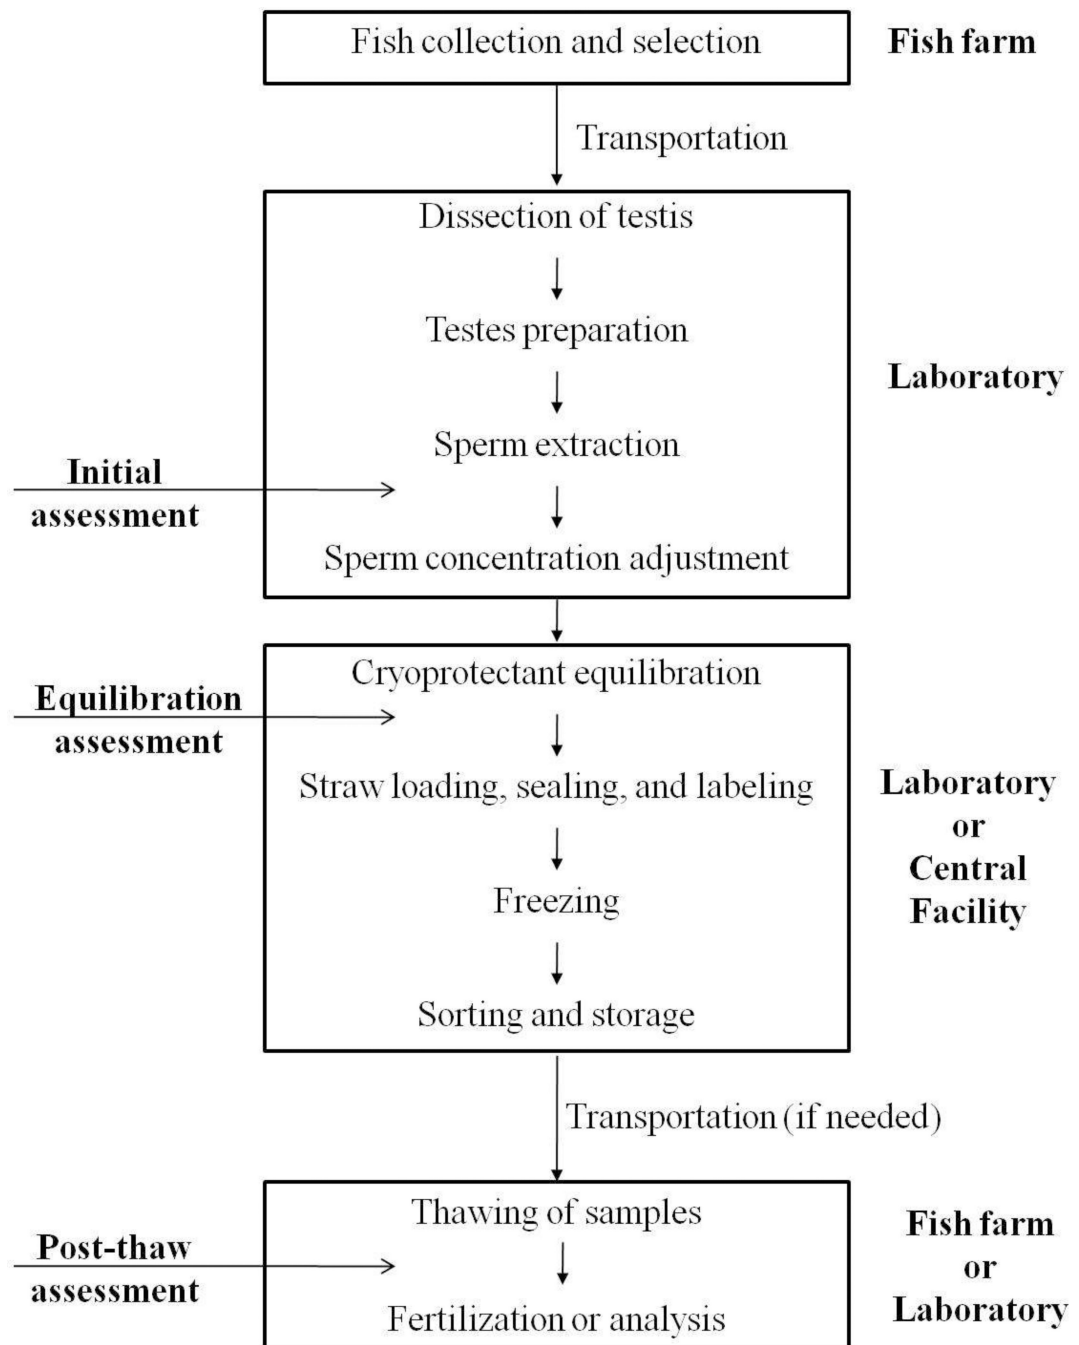 Fish collection and selection
Fish farm
Transportation
Dissection of testis
Testes preparation
Laboratory
Sperm extraction
Initial
assessment
Sperm concentration adjustment
Cryoprotectant equilibration
Equilibration
assessment
Straw loading, sealing, and labeling
Laboratory
or
Central
Facility
Freezing
Sorting and storage
Transportation (if needed)
Thawing of samples
Fish farm
or
Laboratory
Post-thaw
assessment
Fertilization or analysis